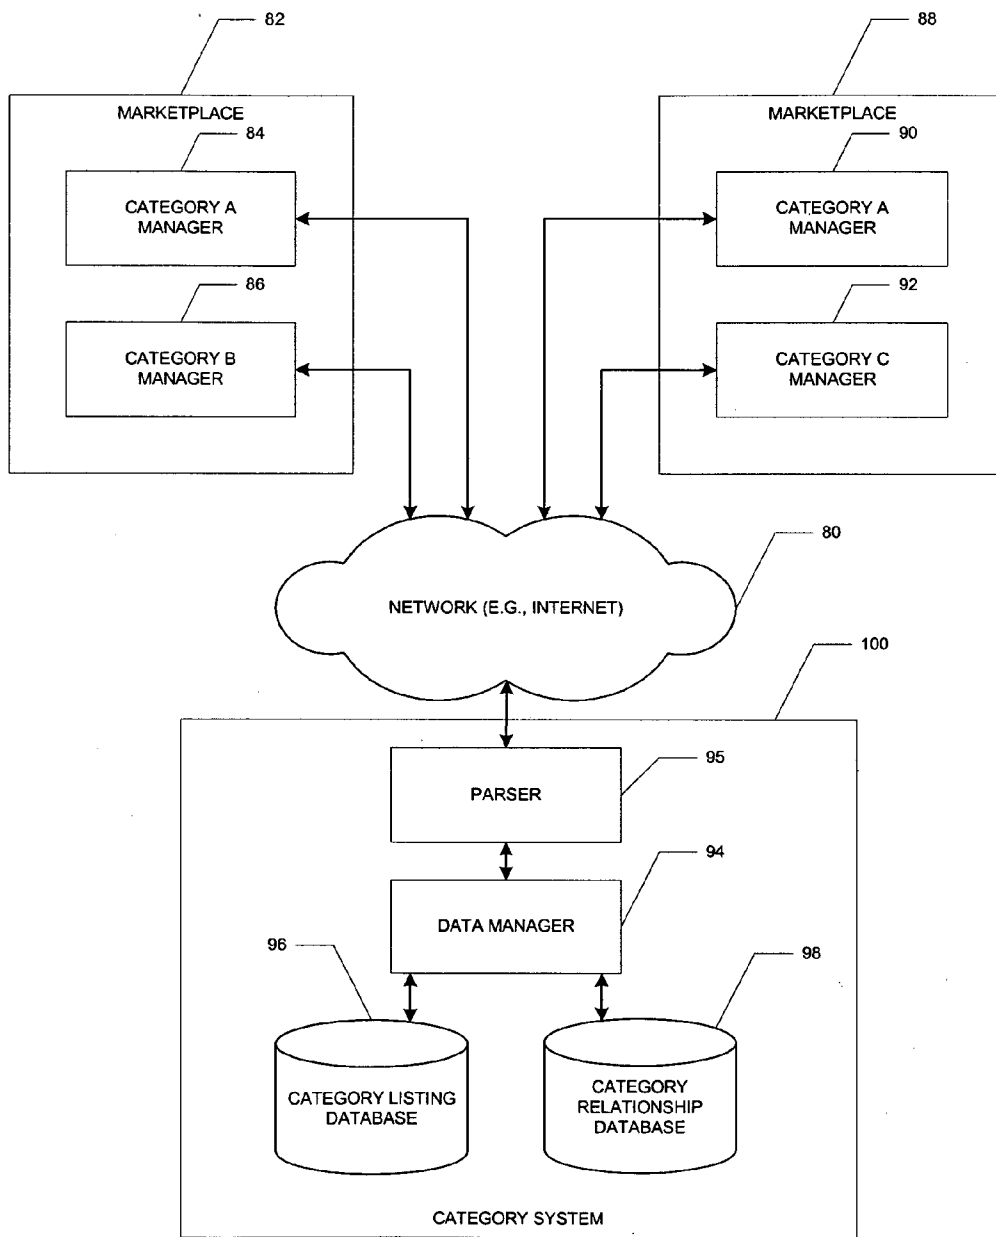 82
88
MARKETPLACE
MARKETPLACE
84
90
CATEGORY A
MANAGER
CATEGORY A
MANAGER
86
92
CATEGORY B
MANAGER
CATEGORY C
MANAGER
80
NETWORK (E.G., INTERNET)
100
95
PARSER
94
DATA MANAGER
96
98
CATEGORY LISTING
DATABASE
CATEGORY
RELATIONSHIP
DATABASE
CATEGORY SYSTEM